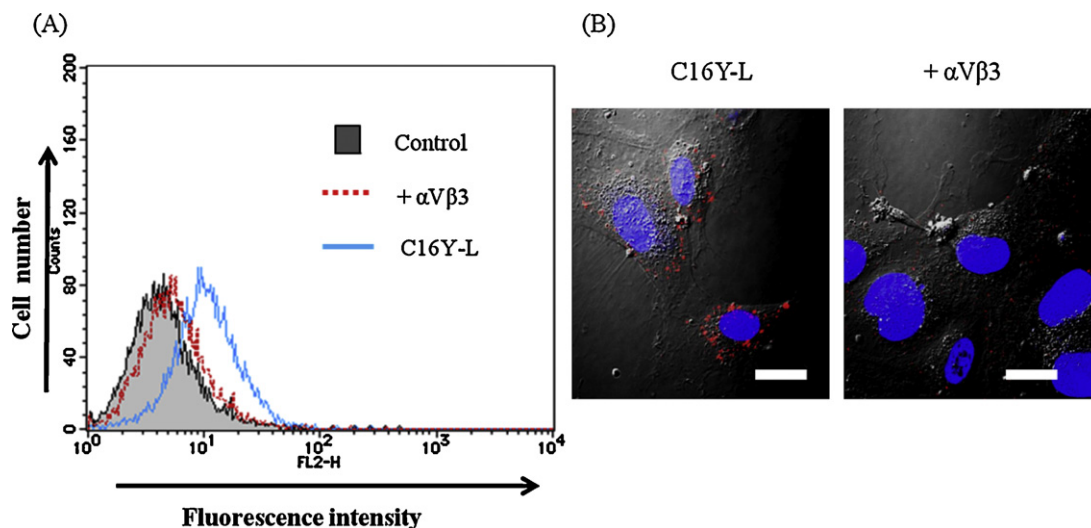 (A)
(B)
C16Y-L
+ αVβ3
200
160
120
80
40
0
Counts
Cell number
Control
+ αVβ3
C16Y-L
10⁰
10¹
10²
10³
10⁴
FL2-H
Fluorescence intensity